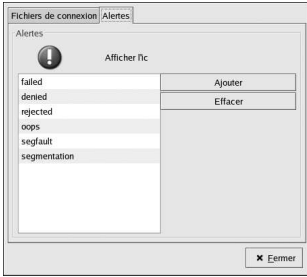 Fichiers de connexion Alertes
Alertes
Afficher l'ic
failed
Ajouter
denied
Effacer
rejected
oops
segfault
segmentation
Fermer